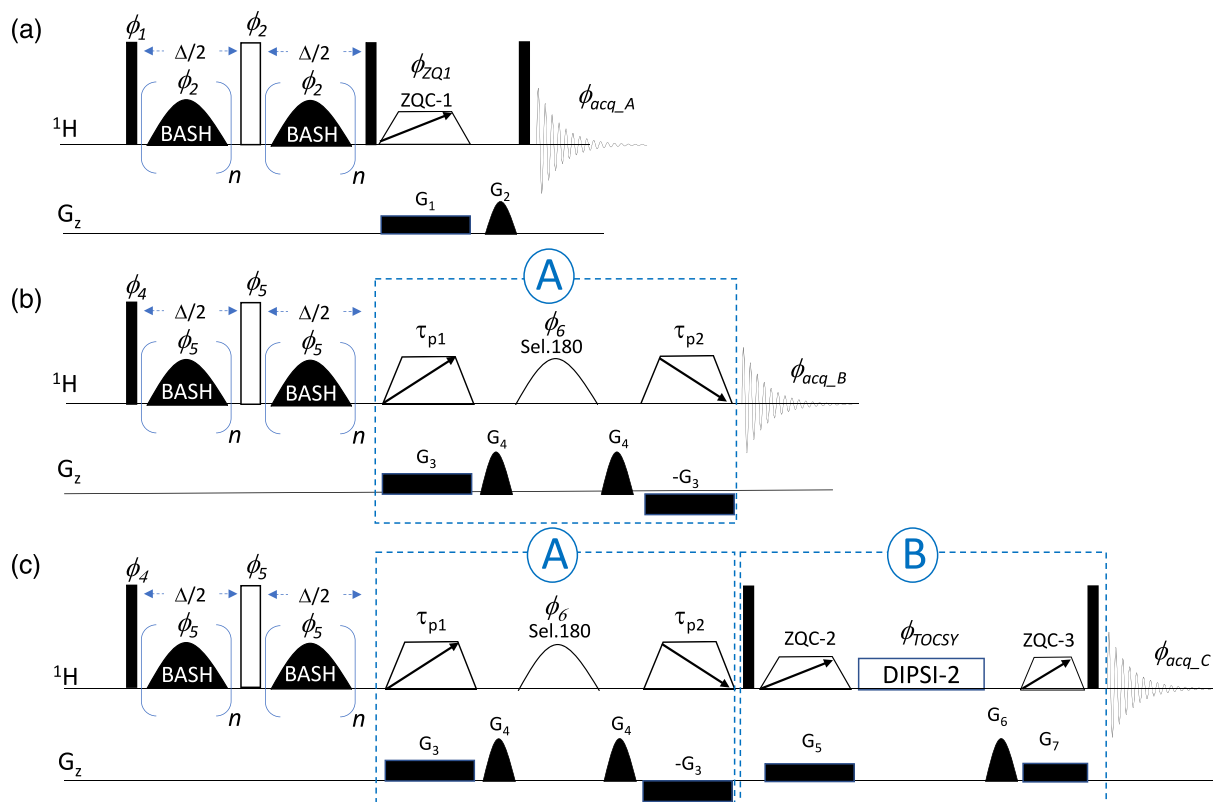 (a)
ϕ1 Δ/2 ϕ2 Δ/2
ϕ2 ϕ2 ϕZQ1
ZQC-1 ϕacq_A
1H BASH BASH
n n
Gz G1 G2
A
(b)
ϕ4 Δ/2 ϕ5 Δ/2
ϕ5 ϕ5 τp1 ϕ6 τp2
Sel.180
1H BASH BASH ϕacq_B
n n
Gz G3 G4 G4 -G3
(c)
A B
ϕ4 Δ/2 ϕ5 Δ/2
ϕ5 ϕ5 τp1 ϕ6 τp2
Sel.180 ZQC-2 ϕTOCSY ZQC-3
1H BASH BASH DIPSI-2 ϕacq_C
n n
Gz G3 G4 G4 -G3 G5 G6 G7